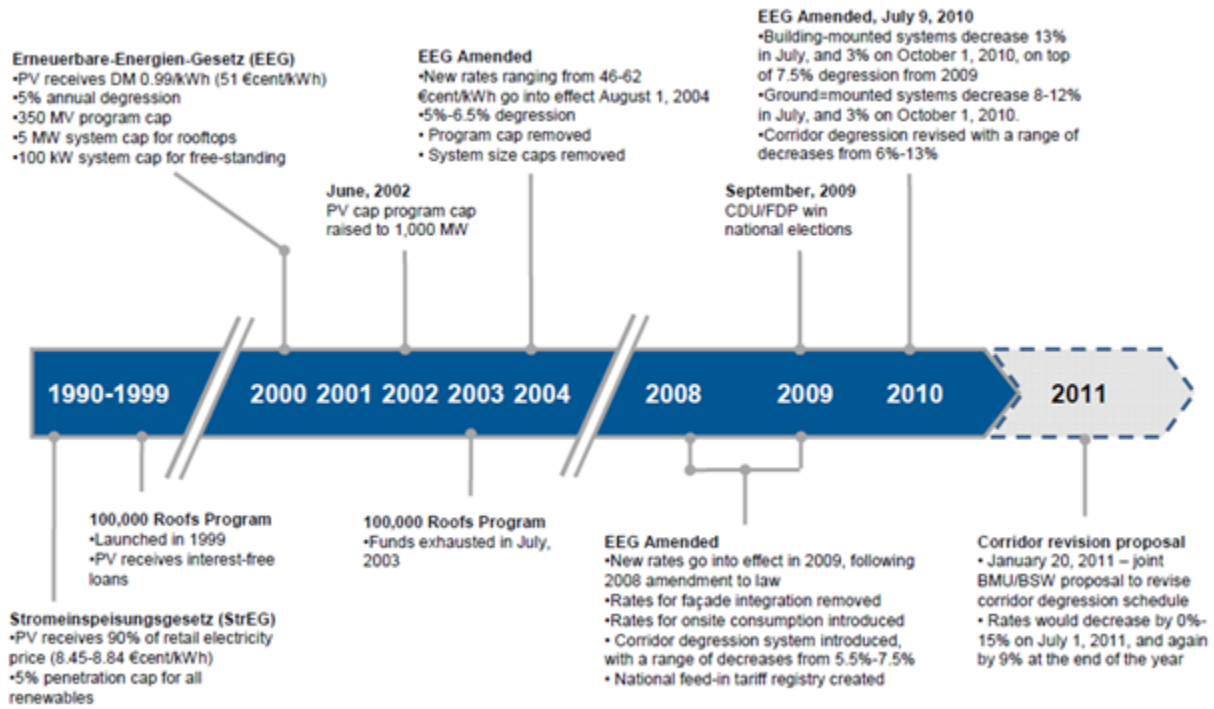 Erneuerbare-Energien-Gesetz (EEG)
•PV receives DM 0.99/kWh (51 €cent/kWh)
•5% annual degression
•350 MV program cap
•5 MW system cap for rooftops
•100 kW system cap for free-standing
June, 2002
PV cap program cap
raised to 1,000 MW
EEG Amended
•New rates ranging from 46-62
€cent/kWh go into effect August 1, 2004
•5%-6.5% degression
• Program cap removed
• System size caps removed
September, 2009
CDU/FDP win
national elections
EEG Amended, July 9, 2010
•Building-mounted systems decrease 13%
in July, and 3% on October 1, 2010, on top
of 7.5% degression from 2009
•Ground=mounted systems decrease 8-12%
in July, and 3% on October 1, 2010.
•Corridor degression revised with a range of
decreases from 6%-13%
1990-1999 2000 2001 2002 2003 2004 2008 2009 2010 2011
100,000 Roofs Program
•Launched in 1999
•PV receives interest-free
loans
Stromeinspeisungsgesetz (StrEG)
•PV receives 90% of retail electricity
price (8.45-8.84 €cent/kWh)
•5% penetration cap for all
renewables
100,000 Roofs Program
•Funds exhausted in July,
2003
EEG Amended
•New rates go into effect in 2009, following
2008 amendment to law
•Rates for façade integration removed
•Rates for onsite consumption introduced
• Corridor degression system introduced,
with a range of decreases from 5.5%-7.5%
• National feed-in tariff registry created
Corridor revision proposal
• January 20, 2011 – joint
BMU/BSW proposal to revise
corridor degression schedule
• Rates would decrease by 0%-
15% on July 1, 2011, and again
by 9% at the end of the year